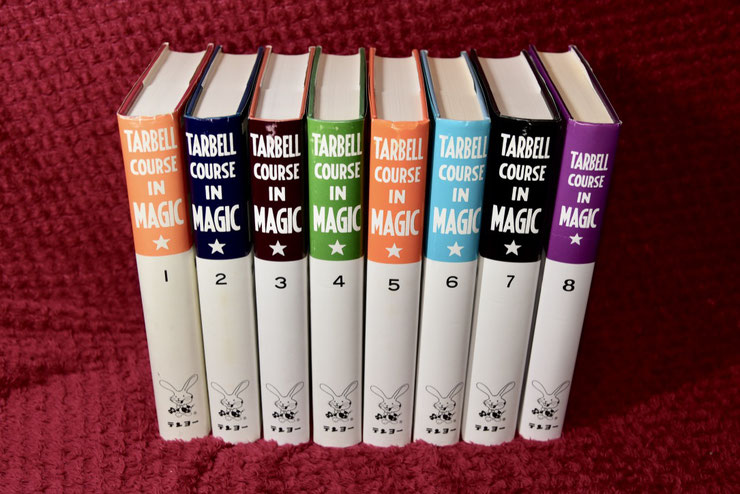 TARBELL
COURSE
IN
MAGIC
1
テンヨー
TARBELL
COURSE
IN
MAGIC
2
テンヨー
TARBELL
COURSE
IN
MAGIC
3
テンヨー
TARBELL
COURSE
IN
MAGIC
4
テンヨー
TARBELL
COURSE
IN
MAGIC
5
テンヨー
TARBELL
COURSE
IN
MAGIC
6
テンヨー
TARBELL
COURSE
IN
MAGIC
7
テンヨー
TARBELL
COURSE
IN
MAGIC
8
テンヨー